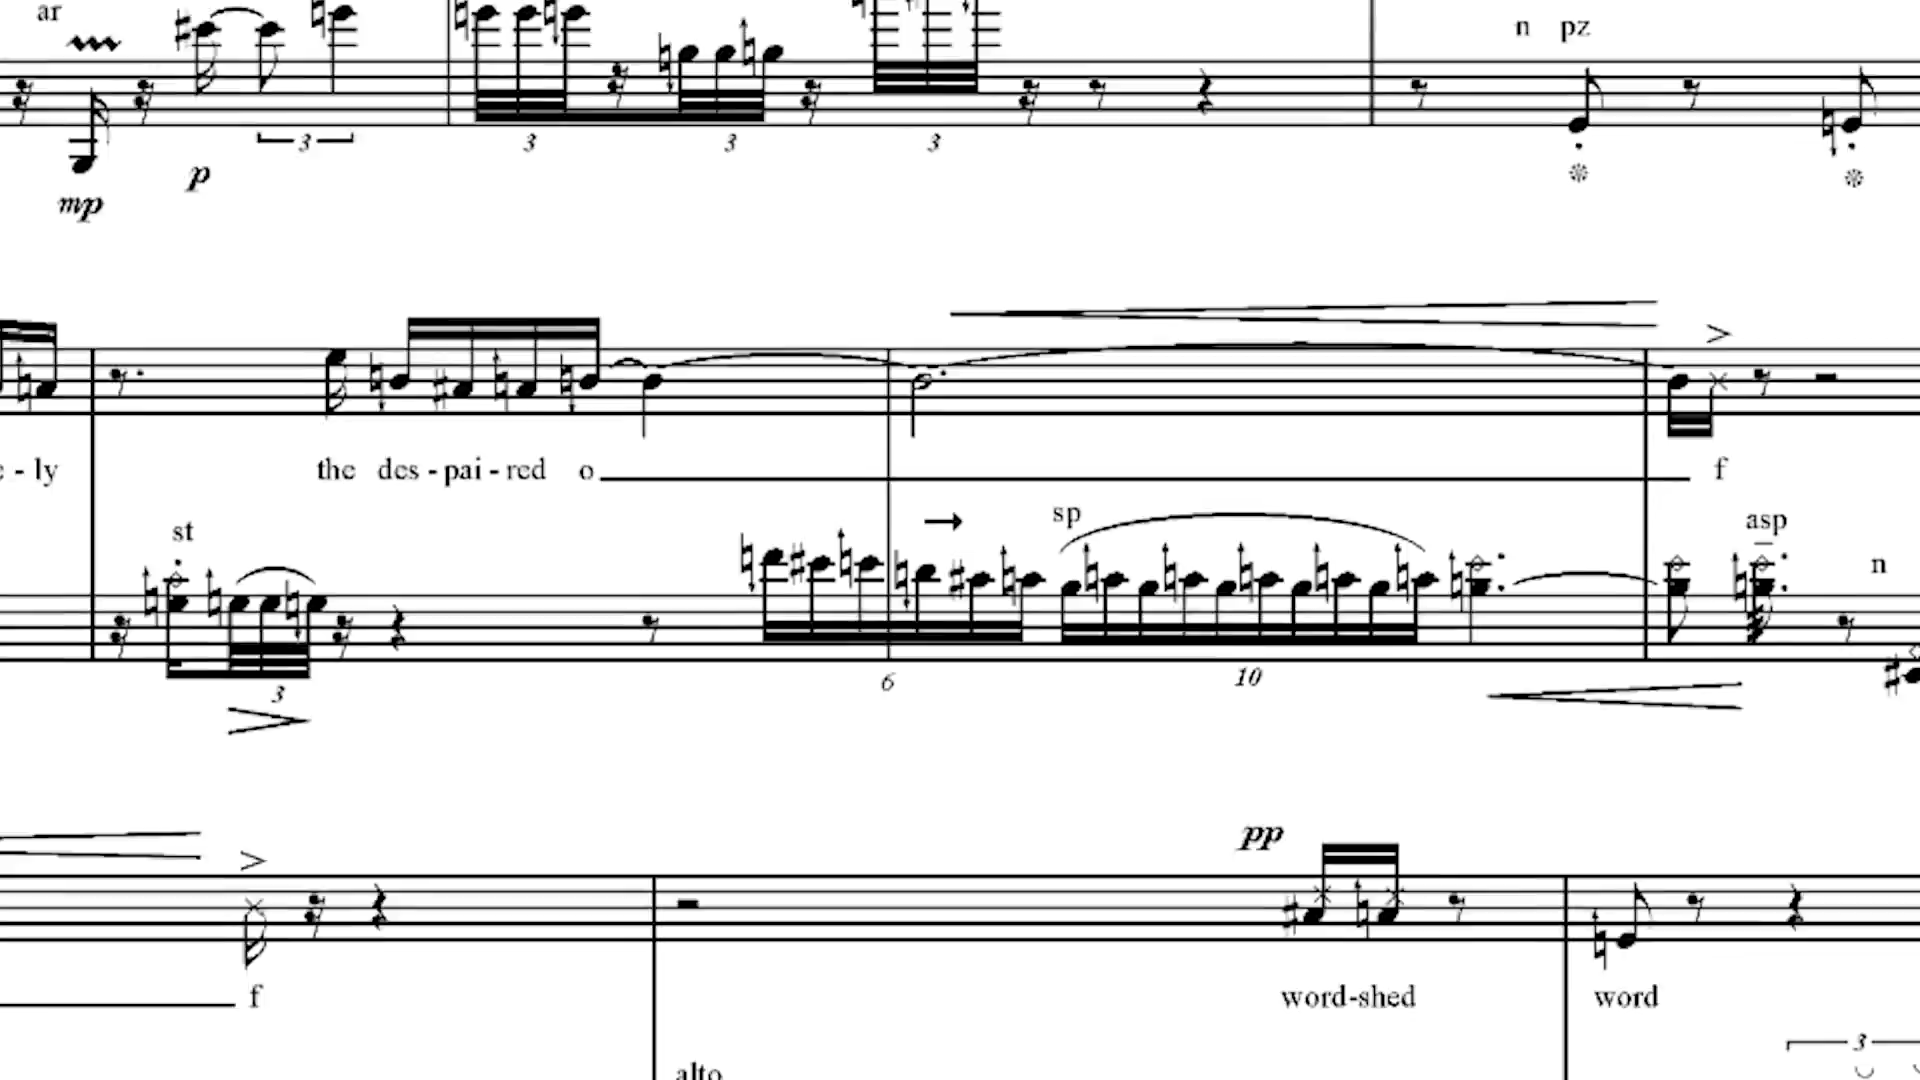 ar
n pz
3
3 3 3
p
mp
- ly the des - pai - red o f
st sp asp
n
3 6 10
pp
f word-shed word
3
alto